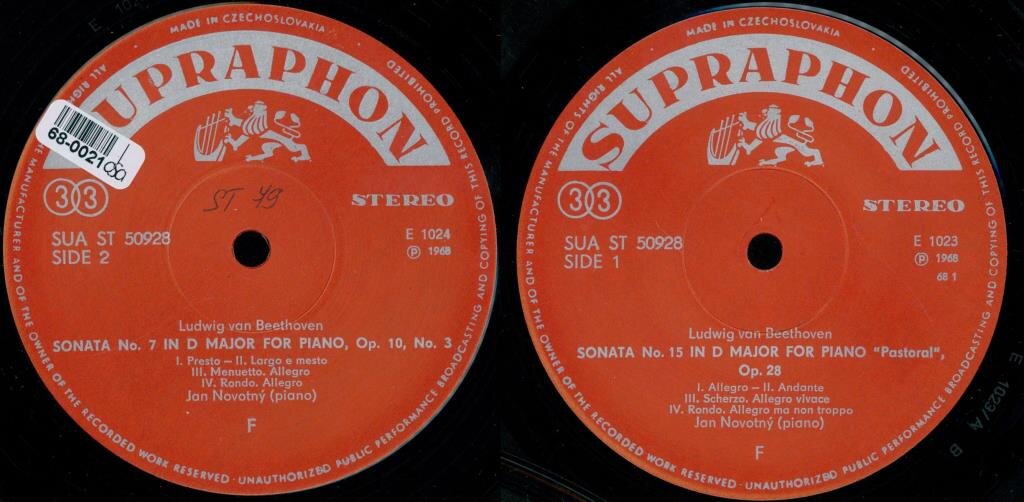 MADE IN CZECHOSLOVAKIA
SUPRAPHON
68-0021
33
ST 49
STEREO
SUA ST 50928
SIDE 2
E 1024
Ⓟ 1968
Ludwig van Beethoven
SONATA No. 7 IN D MAJOR FOR PIANO, Op. 10, No. 3
I. Presto – II. Largo e mesto
III. Menuetto. Allegro
IV. Rondo. Allegro
Jan Novotný (piano)
F
ALL RIGHTS OF THE MANUFACTURER AND OF THE OWNER OF THE RECORDED WORK RESERVED - UNAUTHORIZED PUBLIC PERFORMANCE BROADCASTING AND COPYING OF THIS RECORD PROHIBITED
MADE IN CZECHOSLOVAKIA
SUPRAPHON
33
STEREO
SUA ST 50928
SIDE 1
E 1023
Ⓟ 1968
68 1
Ludwig van Beethoven
SONATA No. 15 IN D MAJOR FOR PIANO "Pastoral",
Op. 28
I. Allegro – II. Andante
III. Scherzo. Allegro vivace
IV. Rondo. Allegro ma non troppo
Jan Novotný (piano)
F
ALL RIGHTS OF THE MANUFACTURER AND OF THE OWNER OF THE RECORDED WORK RESERVED · UNAUTHORIZED PUBLIC PERFORMANCE BROADCASTING AND COPYING OF THIS RECORD PROHIBITED
E 1023/A B